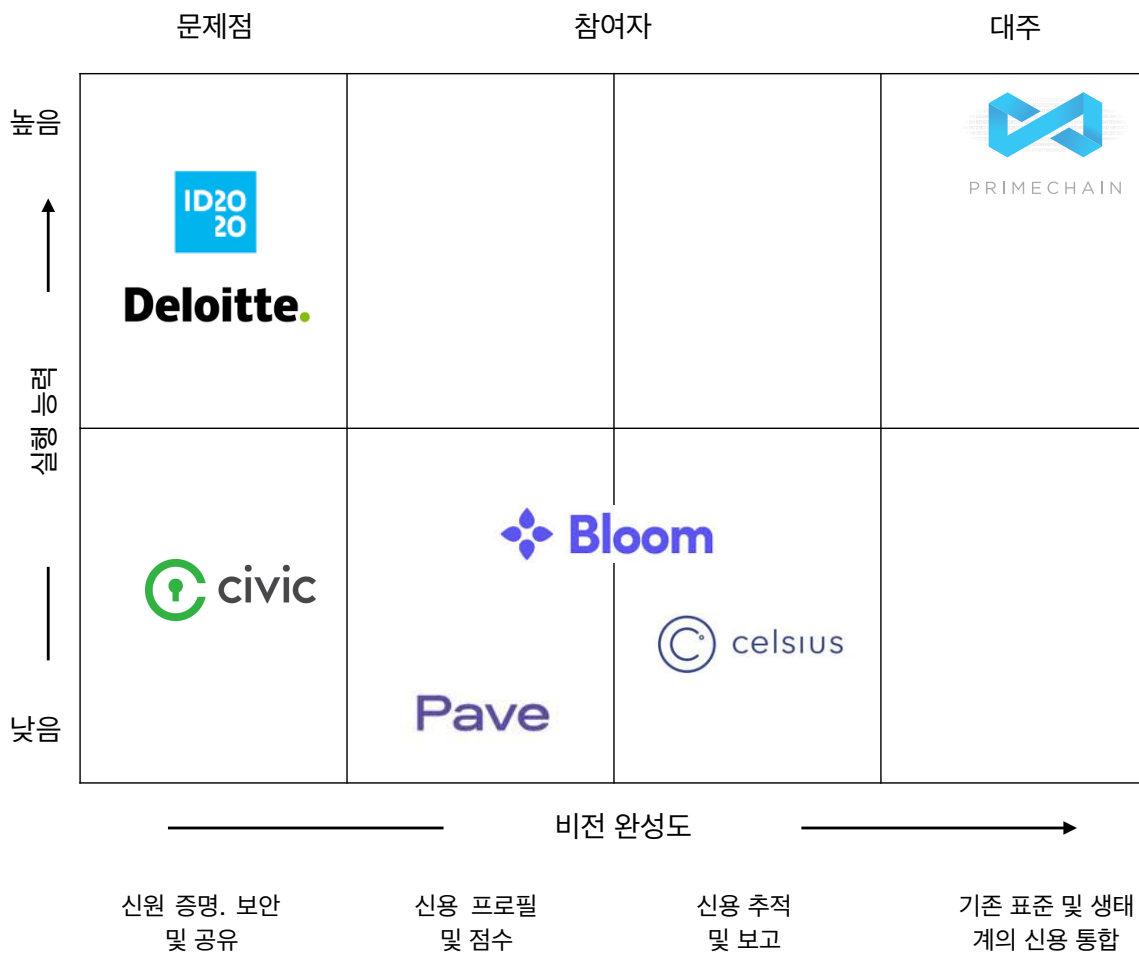 문제점
참여자
대주
높음
ID20
20
Deloitte.
PRIMECHAIN
실행 능력
Bloom
civic
celsius
Pave
낮음
비전 완성도
신원 증명. 보안
및 공유
신용 프로필
및 점수
신용 추적
및 보고
기존 표준 및 생태
계의 신용 통합